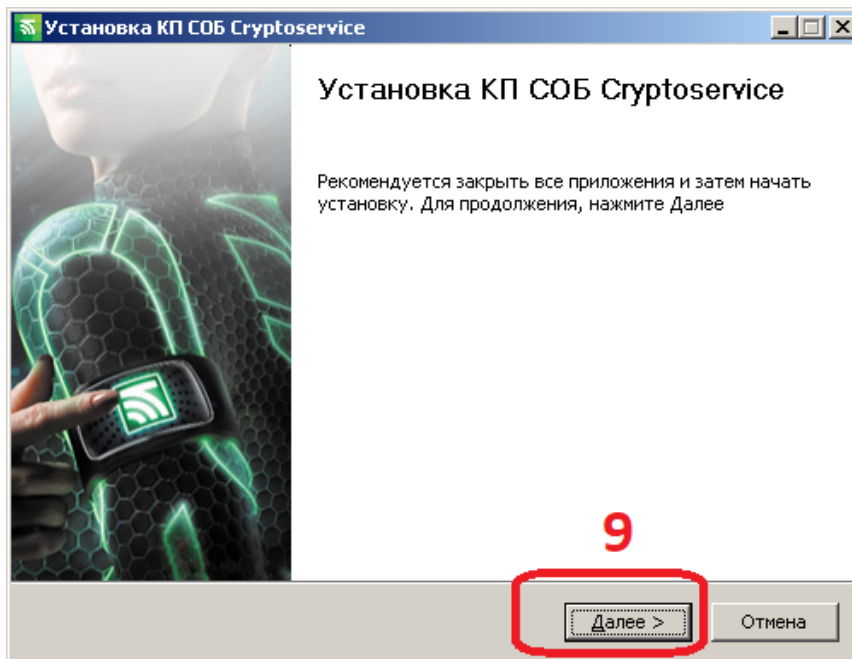 Установка КП СОБ Cryptoservice
Установка КП СОБ Cryptoservice
Рекомендуется закрыть все приложения и затем начать
установку. Для продолжения, нажмите Далее
9
Далее >
Отмена